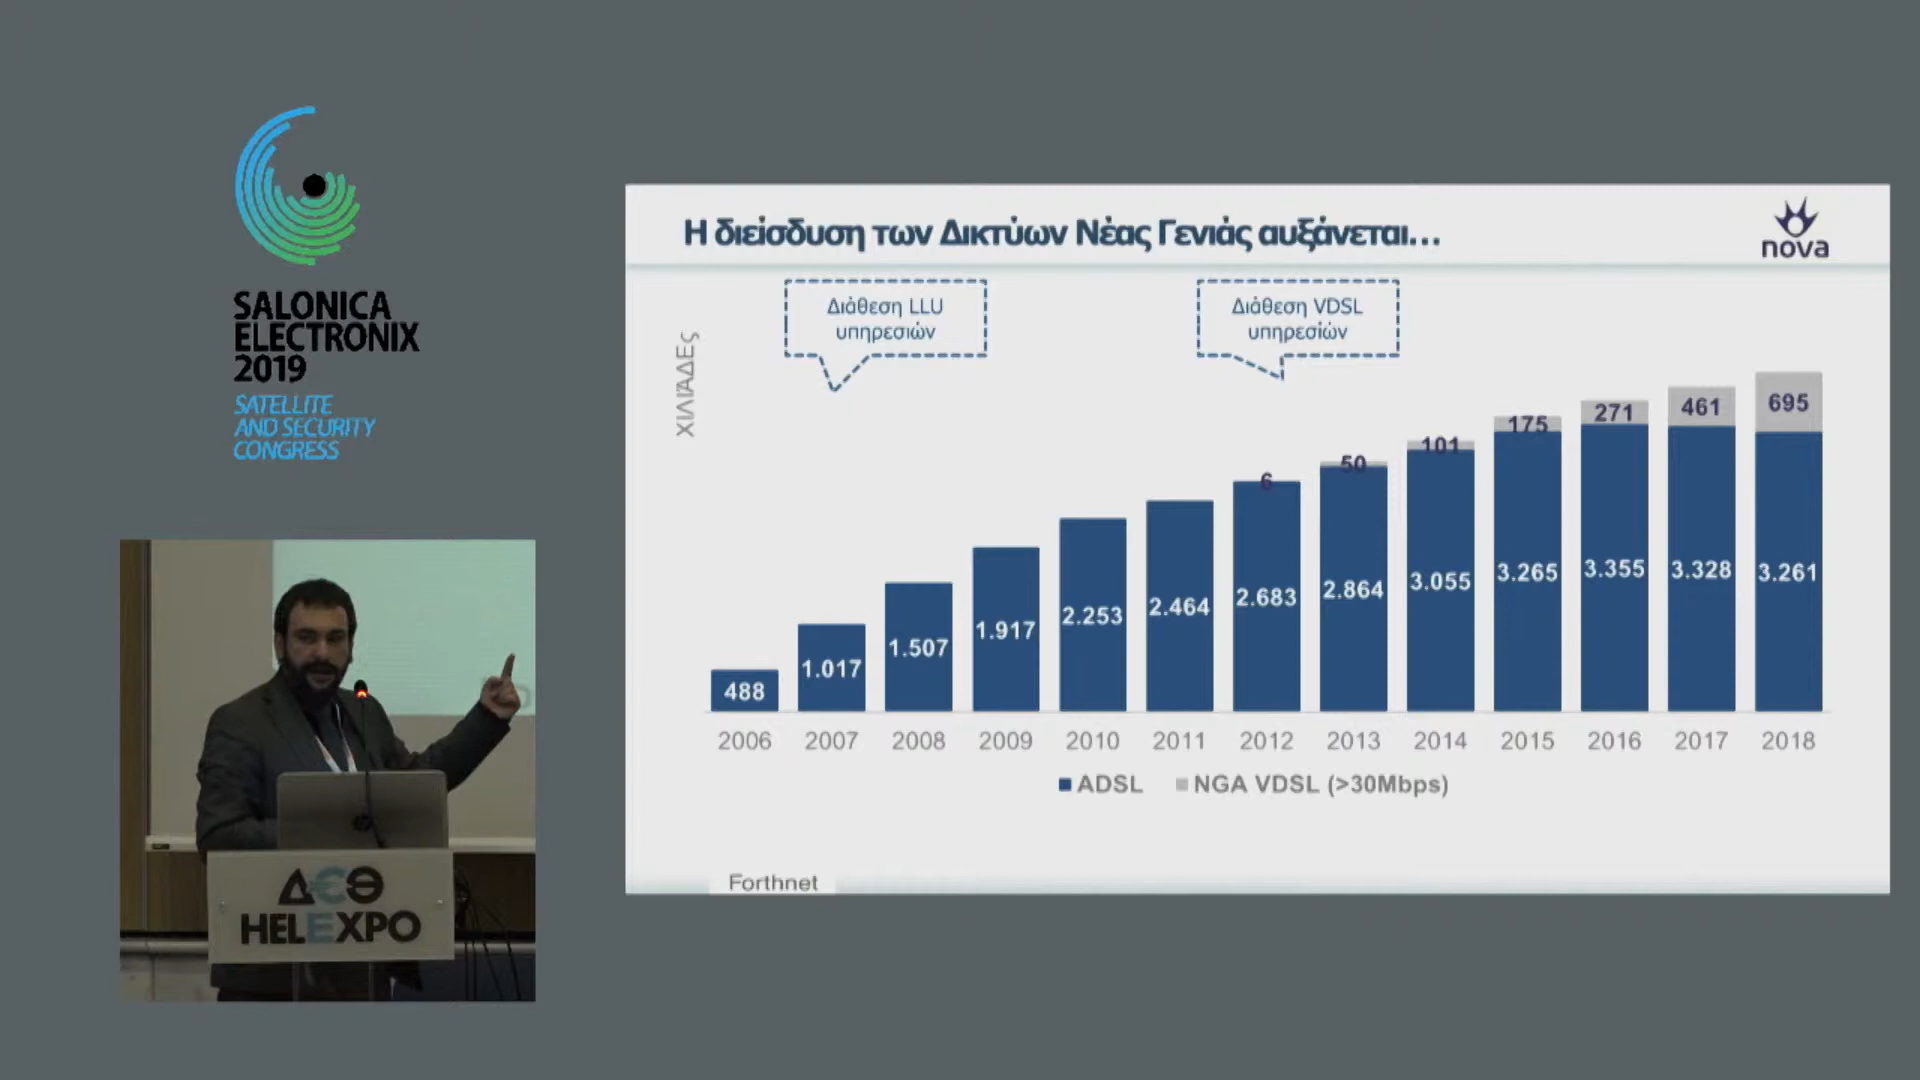 SALONICA
ELECTRONIX
2019
SATELLITE
AND SECURITY
CONGRESS
ΔΕΘ
HELEXPO
Η διείσδυση των Δικτύων Νέας Γενιάς αυξάνεται...
nova
Διάθεση LLU
υπηρεσιών
Διάθεση VDSL
υπηρεσίών
ΧΙΛΙΆΔΕς
6 50 101 175 271 461 695
488 1.017 1.507 1.917 2.253 2.464 2.683 2.864 3.055 3.265 3.355 3.328 3.261
2006 2007 2008 2009 2010 2011 2012 2013 2014 2015 2016 2017 2018
ADSL NGA VDSL (>30Mbps)
Forthnet